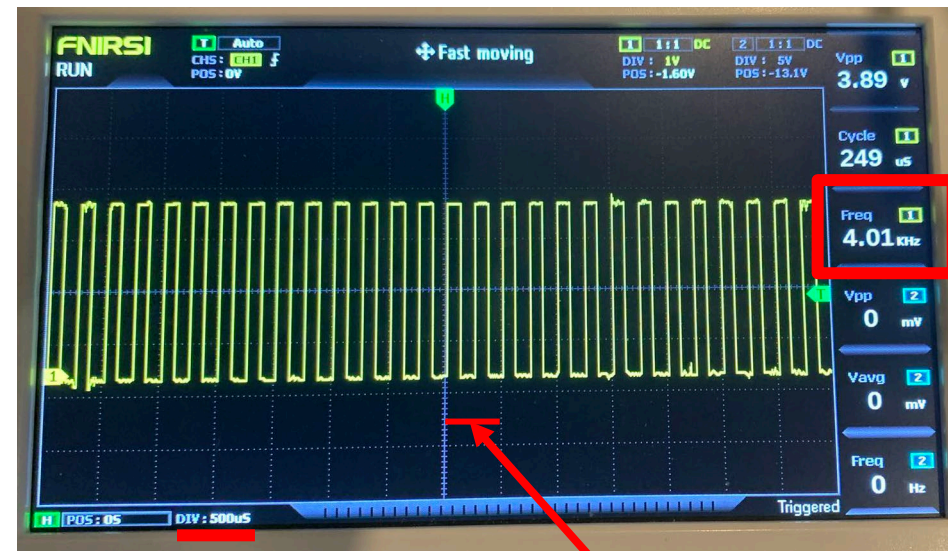 FNIRSI
RUN
T Auto
CHS: CH1
POS:0V
Fast moving
1 1:1 DC
DIV : 1V
POS:-1.60V
2 1:1 DC
DIV : 5V
POS:-13.1V
H
T
1
Vpp 1
3.89 v
Cycle 1
249 uS
Freq 1
4.01 KHz
Vpp 2
0 mV
Vavg 2
0 mV
Freq 2
0 Hz
H POS:0S DIV:500uS
Triggered